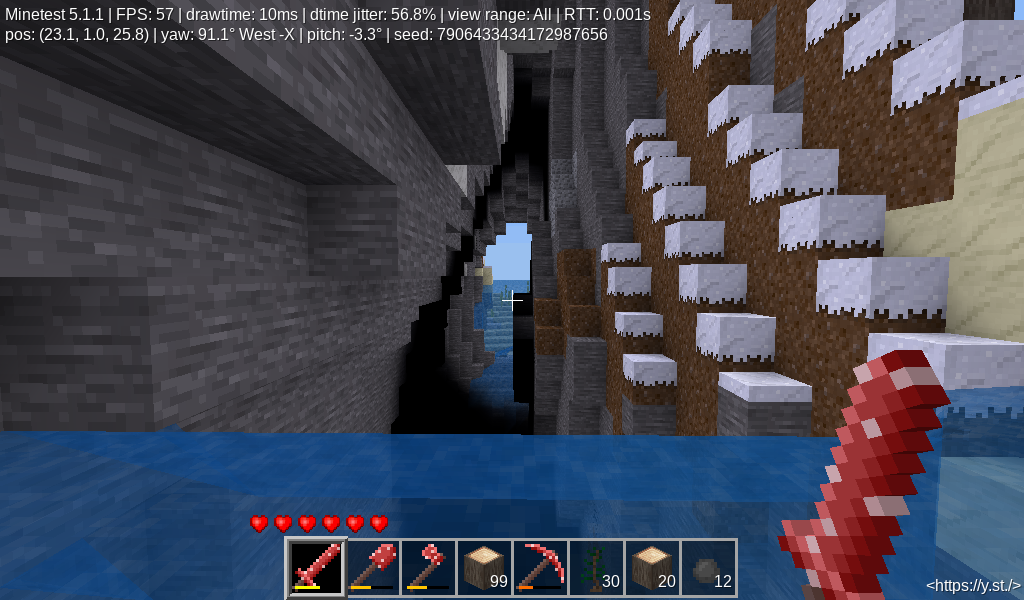 Minetest 5.1.1 | FPS: 57 | drawtime: 10ms | dtime jitter: 56.8% | view range: All | RTT: 0.001s
pos: (23.1, 1.0, 25.8) | yaw: 91.1° West -X | pitch: -3.3° | seed: 7906433434172987656
99 30 20 12
<https://y.st./>